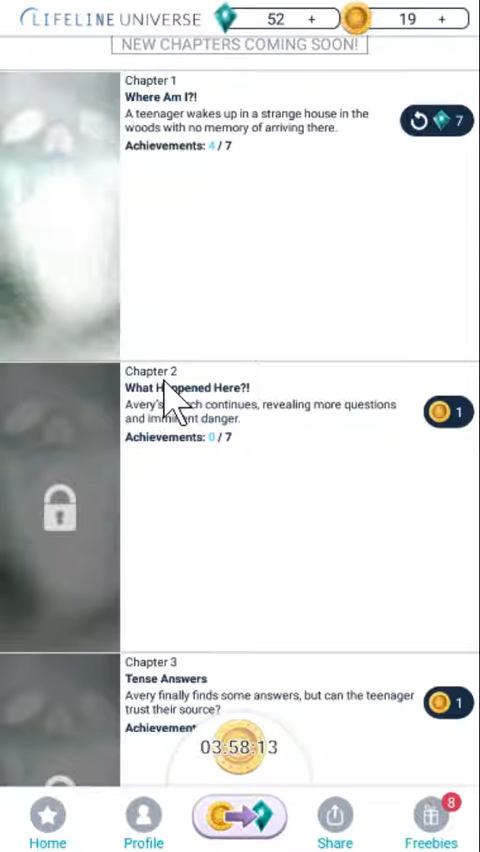 LIFELINE UNIVERSE 52 + 19 +
NEW CHAPTERS COMING SOON!
Chapter 1
Where Am I?!
A teenager wakes up in a strange house in the
woods with no memory of arriving there.
7
Achievements: 4 / 7
Chapter 2
What Happened Here?!
Avery's ch continues, revealing more questions
and imminent danger.
1
Achievements: 0 / 7
Chapter 3
Tense Answers
Avery finally finds some answers, but can the teenager
trust their source?
1
Achievement
03:58:13
8
Home Profile Share Freebies